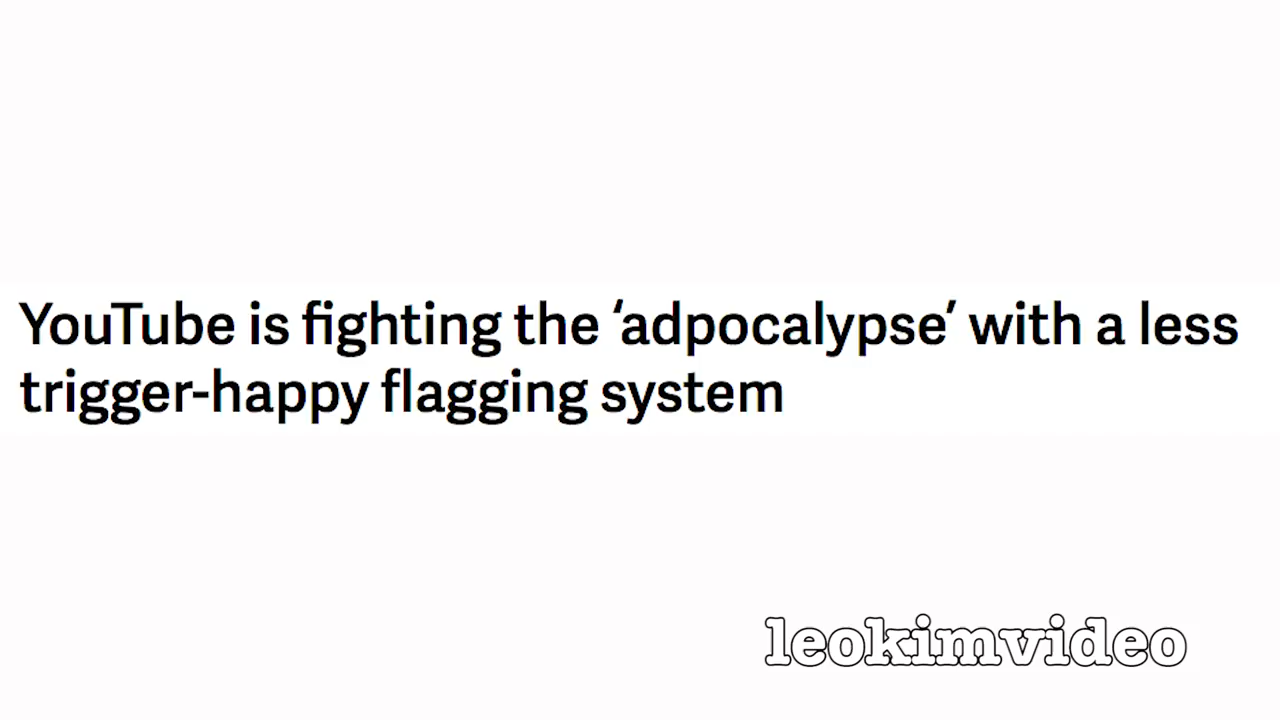 YouTube is fighting the ‘adpocalypse’ with a less
trigger-happy flagging system
leokimvideo